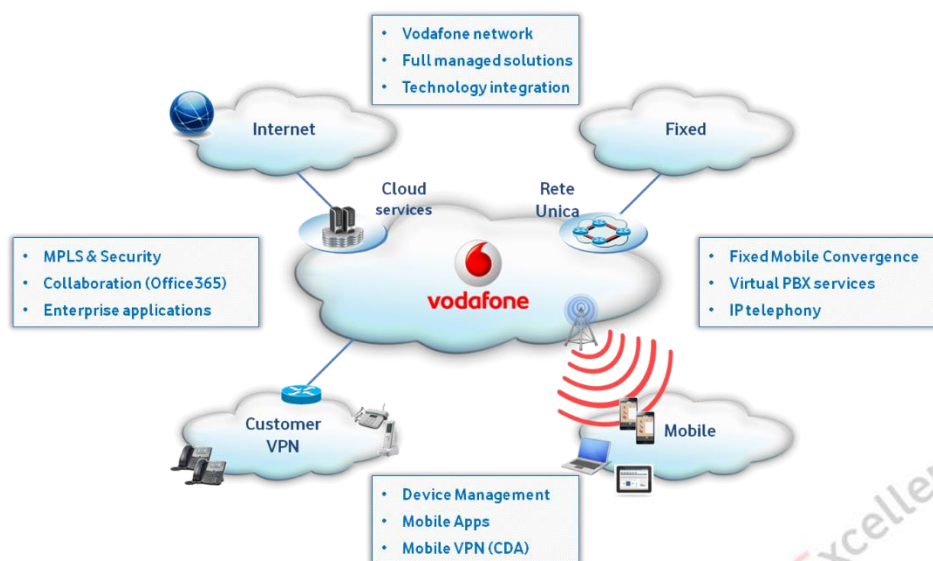 • Vodafone network
• Full managed solutions
• Technology integration
Internet
Fixed
Cloud
services
Rete
Unica
• MPLS & Security
• Collaboration (Office365)
• Enterprise applications
vodafone
• Fixed Mobile Convergence
• Virtual PBX services
• IP telephony
Customer
VPN
Mobile
• Device Management
• Mobile Apps
• Mobile VPN (CDA)